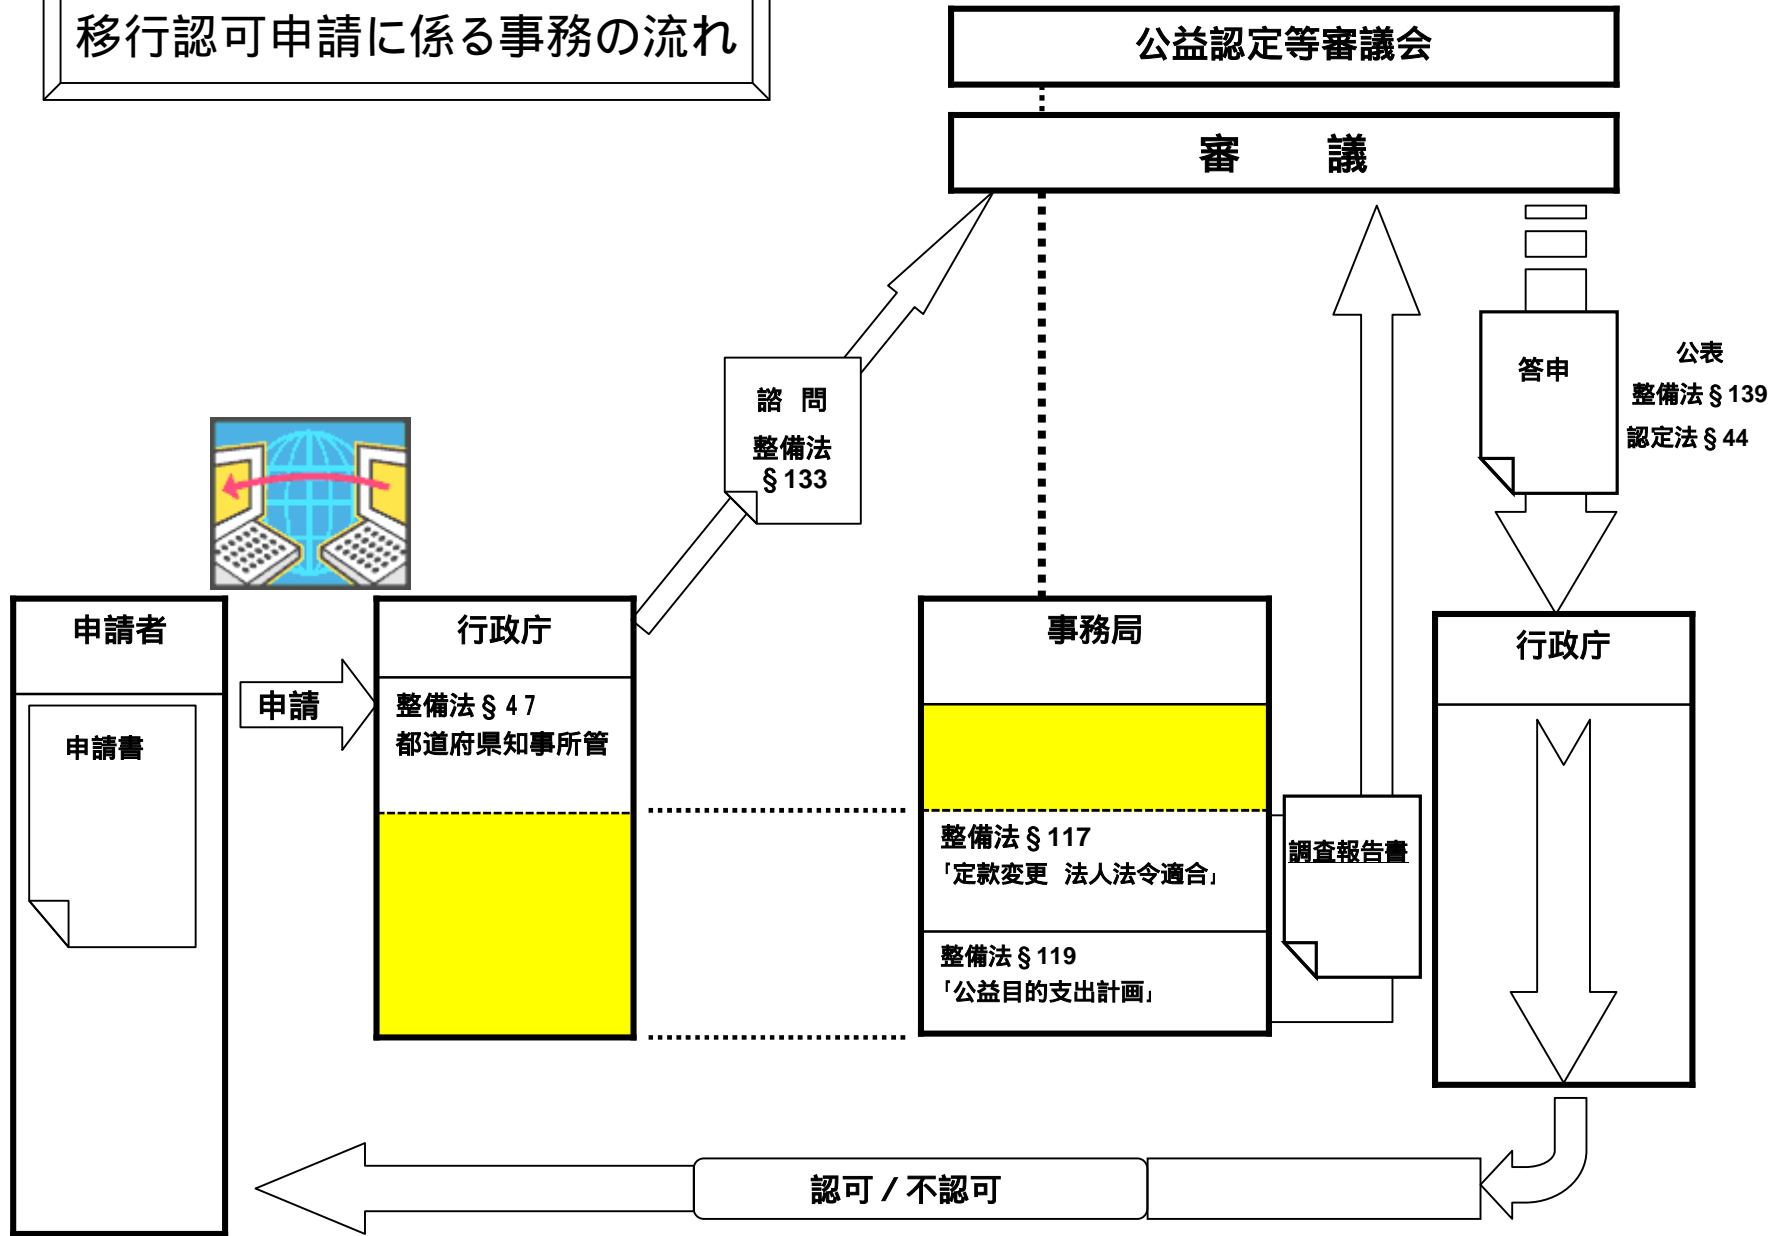 移行認可申請に係る事務の流れ
公益認定等審議会
審　議
諮 問
整備法
§133
答申
公表
整備法§139
認定法§44
申請者
申請書
申請
行政庁
整備法§４７
都道府県知事所管
事務局
整備法§117
「定款変更 法人法令適合」
整備法§119
「公益目的支出計画」
調査報告書
行政庁
認可／不認可